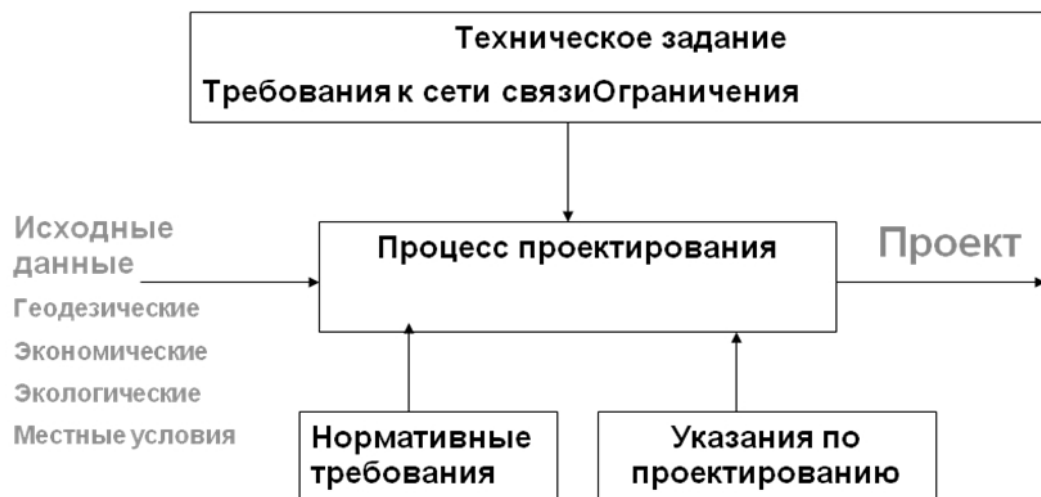 Техническое задание
Требования к сети связиОграничения
Исходные
данные
Геодезические
Экономические
Экологические
Местные условия
Процесс проектирования
Проект
Нормативные
требования
Указания по
проектированию